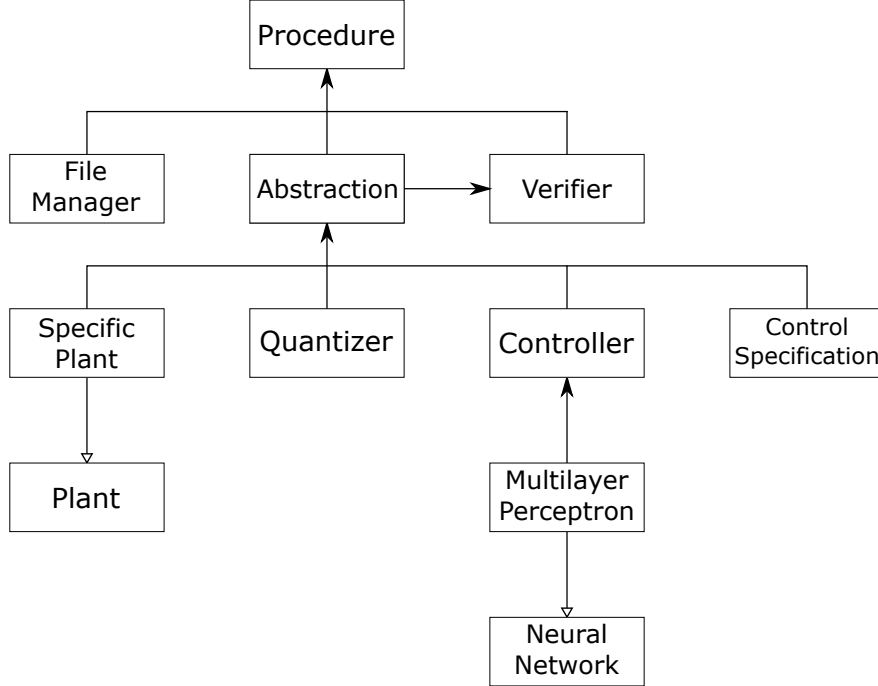 Procedure
File
Manager
Abstraction
Verifier
Specific
Plant
Quantizer
Controller
Control
Specification
Plant
Multilayer
Perceptron
Neural
Network